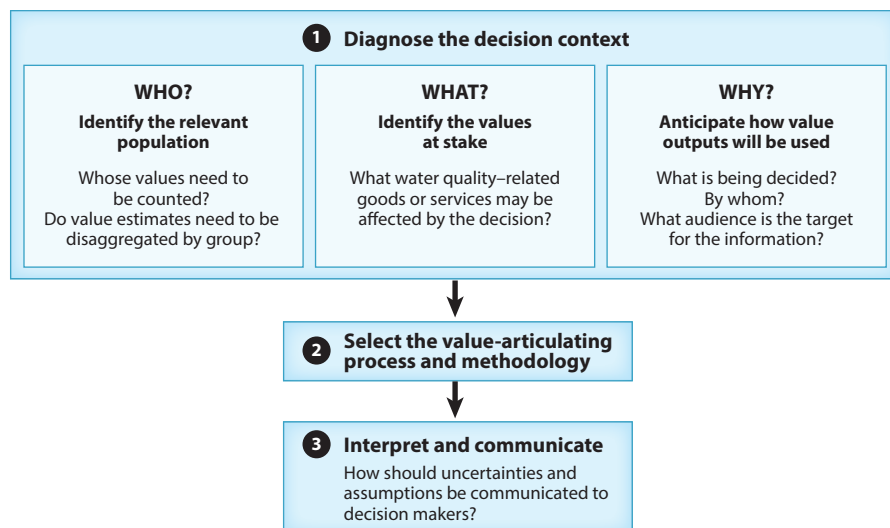 1 Diagnose the decision context
WHO?
Identify the relevant
population
Whose values need to
be counted?
Do value estimates need to be
disaggregated by group?
WHAT?
Identify the values
at stake
What water quality–related
goods or services may be
affected by the decision?
WHY?
Anticipate how value
outputs will be used
What is being decided?
By whom?
What audience is the target
for the information?
2 Select the value-articulating
process and methodology
3 Interpret and communicate
How should uncertainties and
assumptions be communicated to
decision makers?